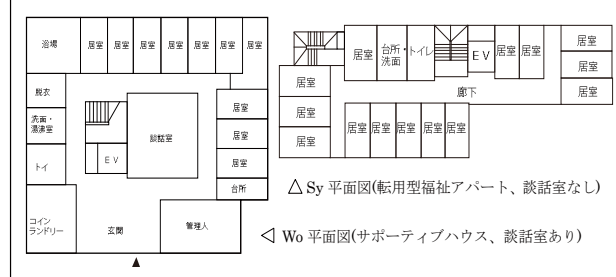 浴場
居室 居室 居室 居室 居室 居室 居室
脱衣
洗面・
湯沸室
トイ
コイン
ランドリー
談話室
EV
居室
居室
居室
台所
玄関
管理人
居室
台所・
洗面
トイレ
EV
居室 居室
居室
居室
居室
居室
居室
居室
廊下
居室 居室 居室 居室 居室
△ Sy 平面図(転用型福祉アパート、談話室なし)
◁ Wo 平面図(サポーティブハウス、談話室あり)